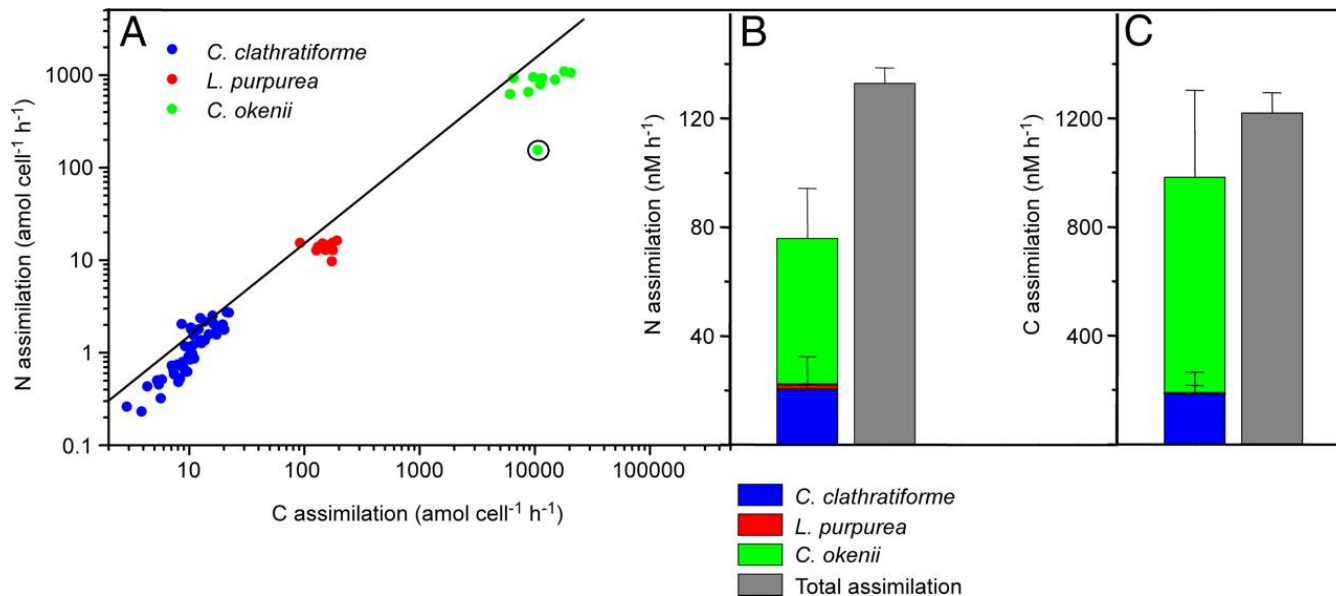 A
C. clathratiforme
L. purpurea
C. okenii
N assimilation (amol cell-1 h-1)
1000
100
10
1
0.1
10
100
1000
10000
100000
C assimilation (amol cell-1 h-1)
B
N assimilation (nM h-1)
120
80
40
C
C assimilation (nM h-1)
1200
800
400
C. clathratiforme
L. purpurea
C. okenii
Total assimilation